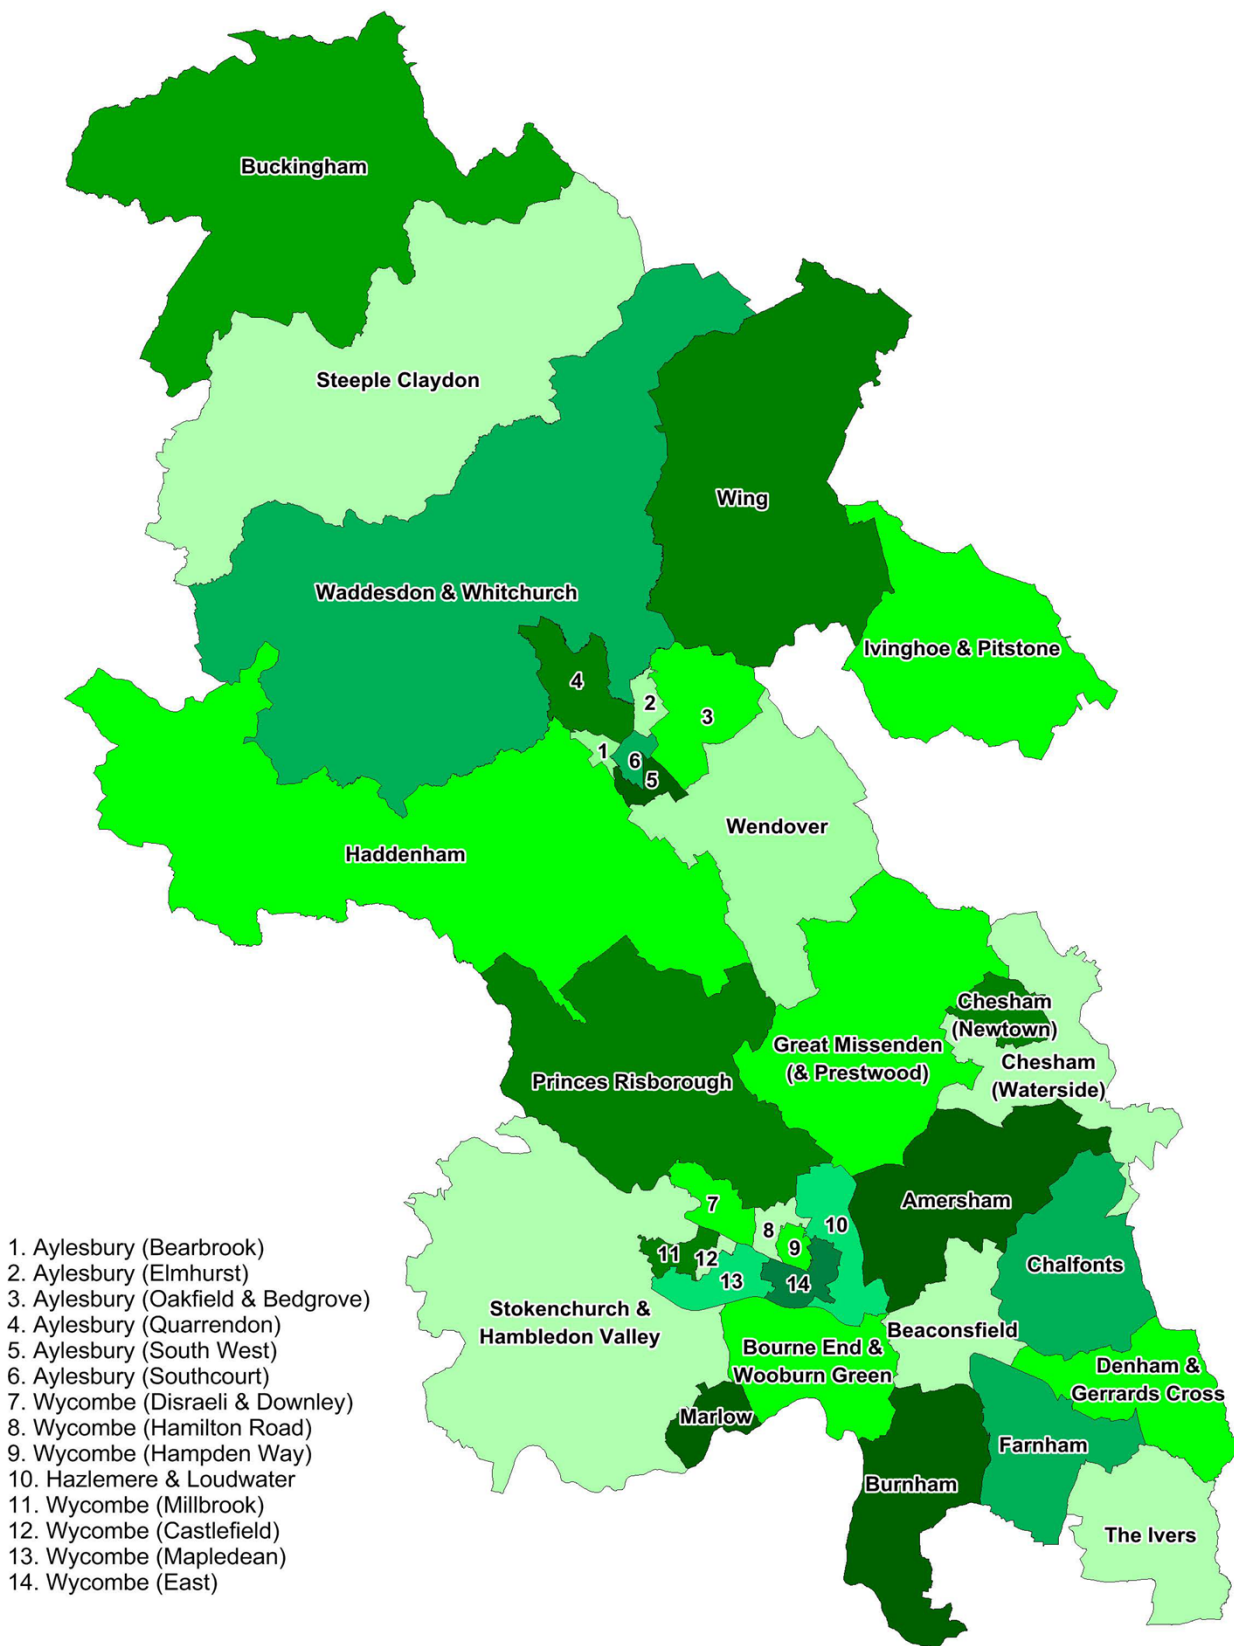 Buckingham
Steeple Claydon
Wing
Waddesdon & Whitchurch
Ivinghoe & Pitstone
4
2
3
1
6
5
Wendover
Haddenham
Chesham
(Newtown)
Great Missenden
(& Prestwood)
Chesham
(Waterside)
Princes Risborough
7
8
10
Amersham
9
11
12
13
14
Chalfonts
Stokenchurch &
Hambledon Valley
Beaconsfield
Bourne End &
Wooburn Green
Denham &
Gerrards Cross
Marlow
Farnham
Burnham
The Ivers
1. Aylesbury (Bearbrook)
2. Aylesbury (Elmhurst)
3. Aylesbury (Oakfield & Bedgrove)
4. Aylesbury (Quarrendon)
5. Aylesbury (South West)
6. Aylesbury (Southcourt)
7. Wycombe (Disraeli & Downley)
8. Wycombe (Hamilton Road)
9. Wycombe (Hampden Way)
10. Hazlemere & Loudwater
11. Wycombe (Millbrook)
12. Wycombe (Castlefield)
13. Wycombe (Mapledean)
14. Wycombe (East)